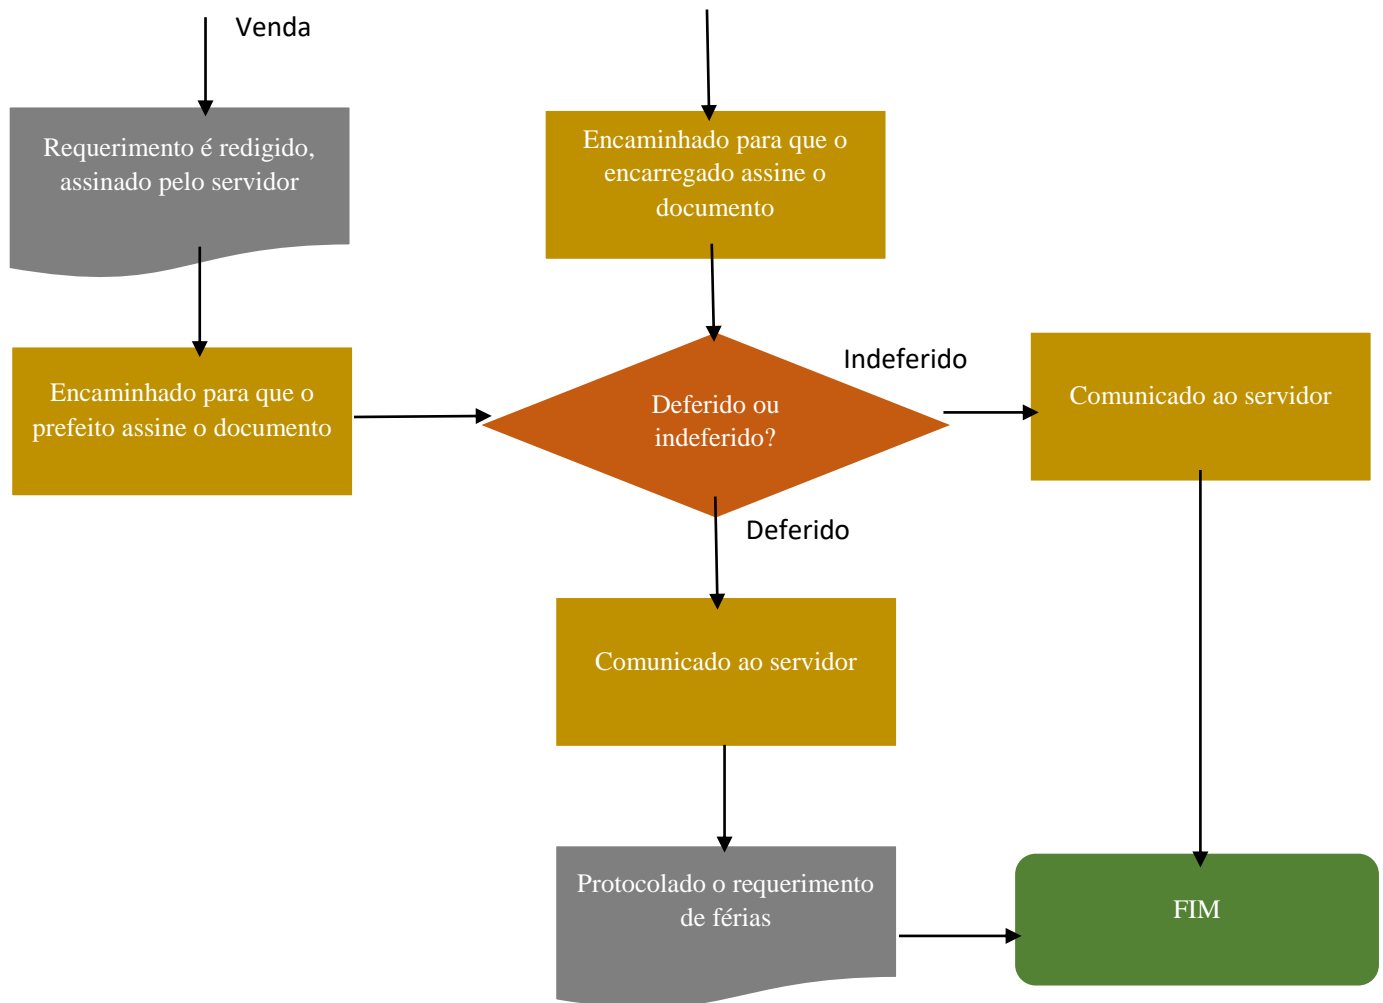 Venda
Requerimento é redigido,
assinado pelo servidor
Encaminhado para que o
encarregado assine o
documento
Encaminhado para que o
prefeito assine o documento
Deferido ou
indeferido?
Indeferido
Comunicado ao servidor
Deferido
Comunicado ao servidor
Protocolado o requerimento
de férias
FIM